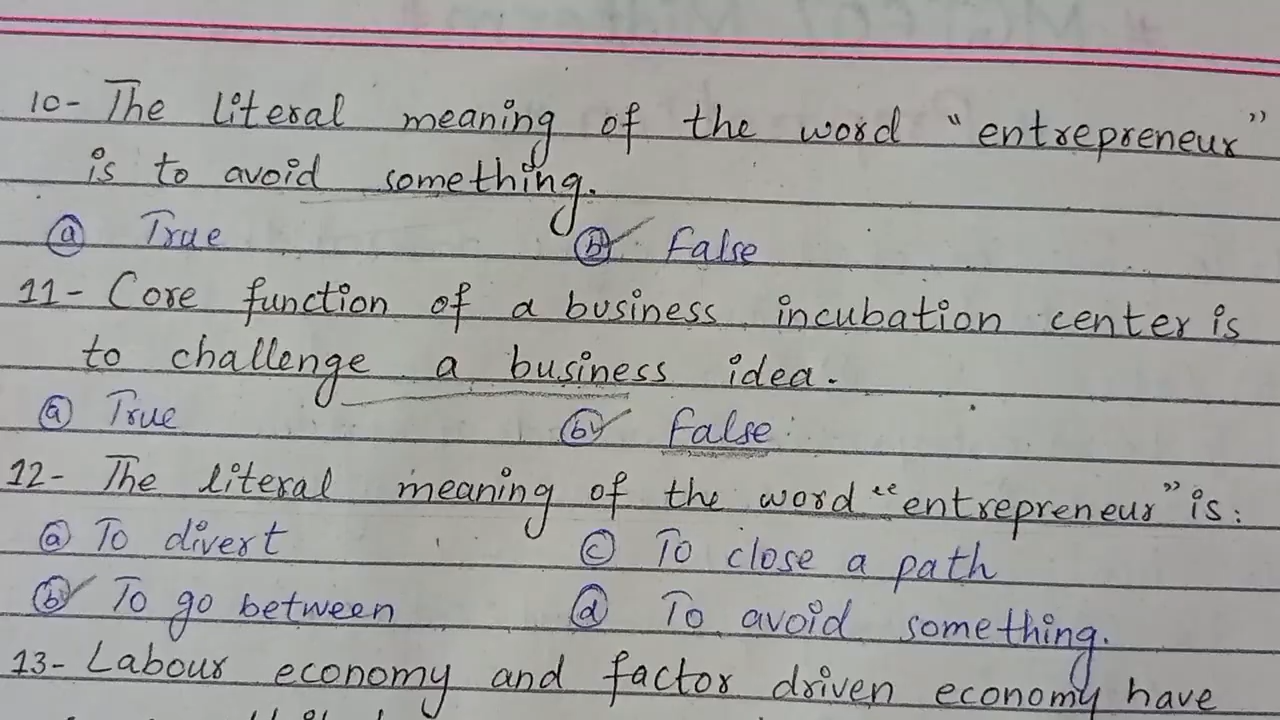 10- The literal meaning of the word "entrepreneur"
is to avoid something.
ⓐ True ⓑ False
11- Core function of a business incubation center is
to challenge a business idea.
ⓐ True ⓑ False
12- The literal meaning of the word "entrepreneur" is:
ⓐ To divert ⓒ To close a path
ⓑ To go between ⓓ To avoid something.
13- Labour economy and factor driven economy have